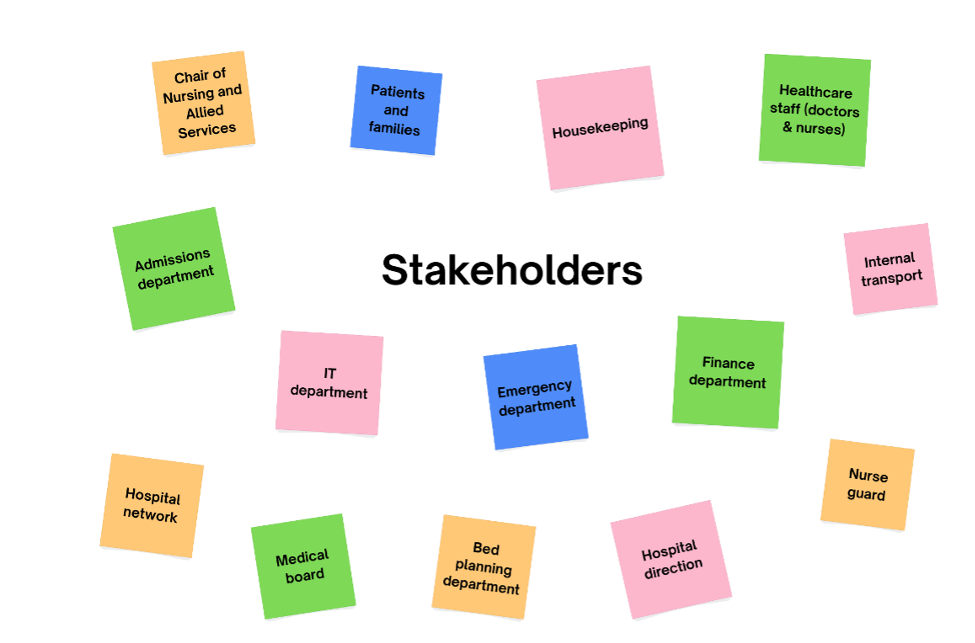 Chair of
Nursing and
Allied
Services
Patients
and
families
Housekeeping
Healthcare
staff (doctors
& nurses)
Admissions
department
Stakeholders
Internal
transport
IT
department
Emergency
department
Finance
department
Hospital
network
Medical
board
Bed
planning
department
Hospital
direction
Nurse
guard